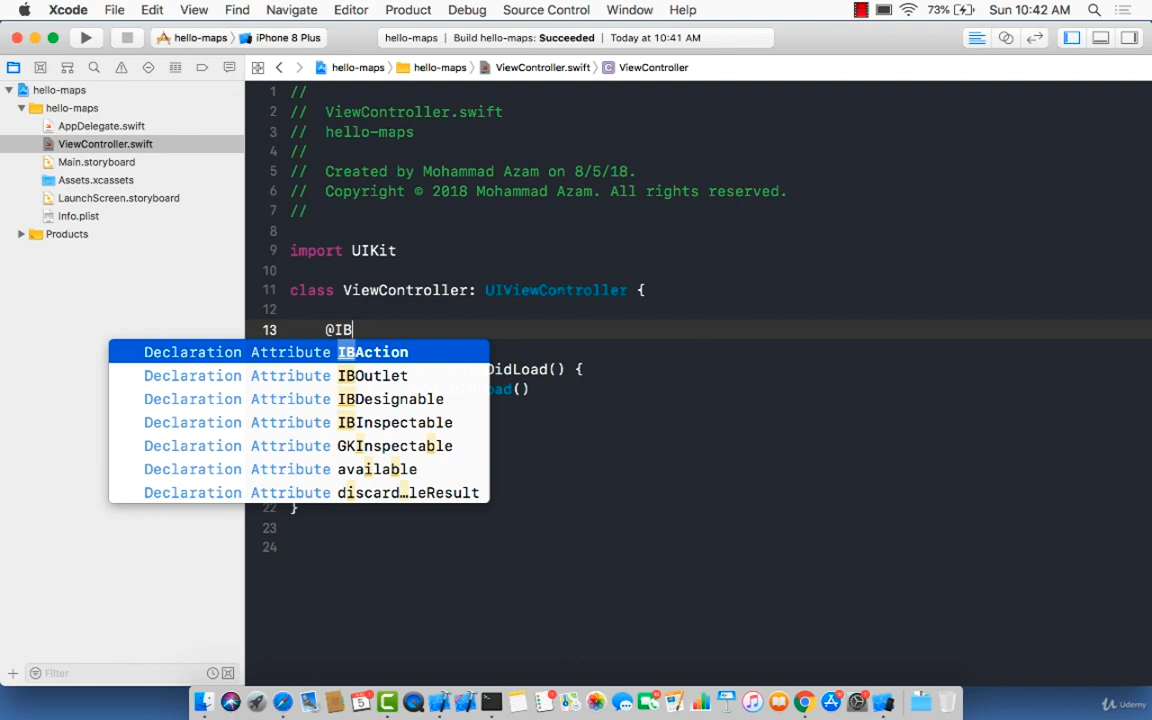 Xcode File Edit View Find Navigate Editor Product Debug Source Control Window Help 73% Sun 10:42 AM
hello-maps iPhone 8 Plus hello-maps | Build hello-maps: Succeeded | Today at 10:41 AM
hello-maps hello-maps ViewController.swift ViewController
hello-maps
hello-maps
AppDelegate.swift
ViewController.swift
Main.storyboard
Assets.xcassets
LaunchScreen.storyboard
Info.plist
Products
1 //
2 // ViewController.swift
3 // hello-maps
4 //
5 // Created by Mohammad Azam on 8/5/18.
6 // Copyright © 2018 Mohammad Azam. All rights reserved.
7 //
8
9 import UIKit
10
11 class ViewController: UIViewController {
12
13 @IB
Declaration Attribute IBAction
Declaration Attribute IBOutlet
Declaration Attribute IBDesignable
Declaration Attribute IBInspectable
Declaration Attribute GKInspectable
Declaration Attribute available
Declaration Attribute discard…leResult
DidLoad() {
ad()
22 }
23
24
Filter
5
Udemy